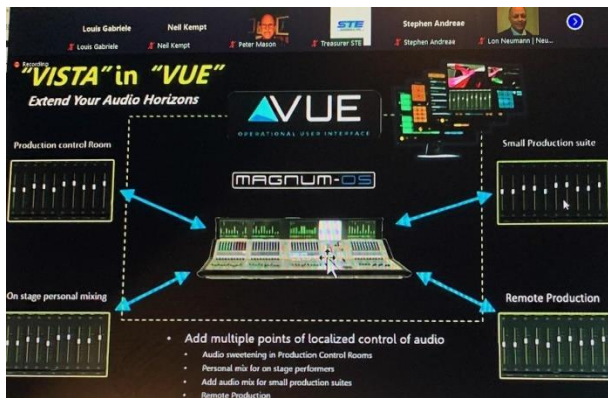 Louis Gabriele
Neil Kempt
Stephen Andreae
STE
Louis Gabriele
Neil Kempt
Peter Mason
Treasurer STE
Stephen Andreae
Lon Neumann | Neu...
Recording
"VISTA" in "VUE"
Extend Your Audio Horizons
VUE
OPERATIONAL USER INTERFACE
Production control Room
Small Production suite
MAGNUM-OS
On stage personal mixing
Remote Production
• Add multiple points of localized control of audio
• Audio sweetening in Production Control Rooms
• Personal mix for on stage performers
• Add audio mix for small production suites
• Remote Production